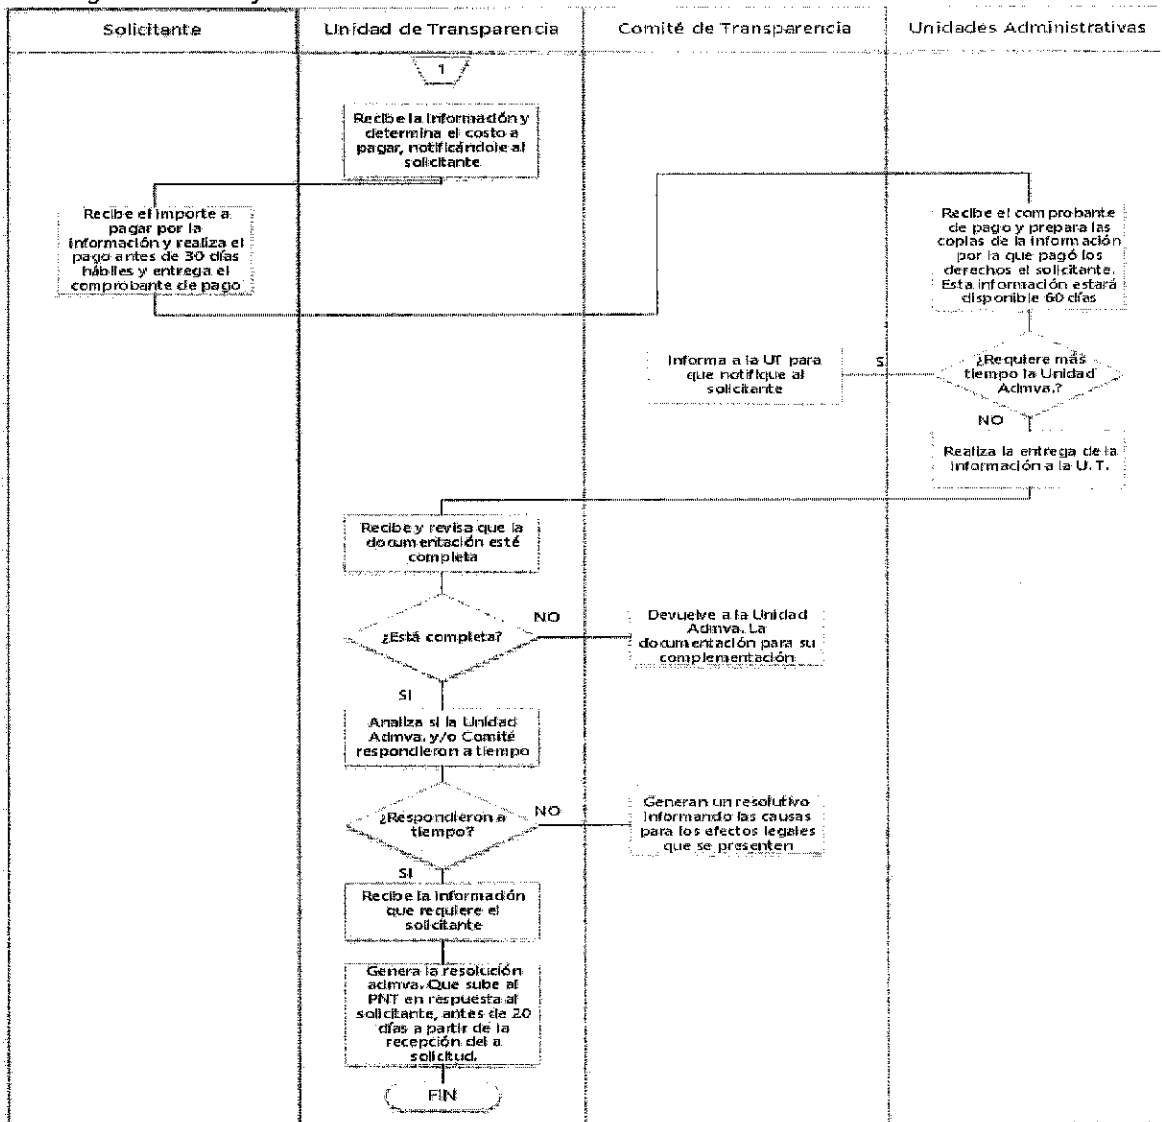 Solicitante
Unidad de Transparencia
Comité de Transparencia
Unidades Administrativas
1
Recibe la información y
determina el costo a
pagar, notificándole al
solicitante
Recibe el importe a
pagar por la
información y realiza el
pago antes de 30 días
hábiles y entrega el
comprobante de pago
Recibe el comprobante
de pago y prepara las
copias de la información
por la que pagó los
derechos el solicitante.
Esta información estará
disponible 60 días
¿Requiere más
tiempo la Unidad
Admva.?
S
Informa a la UT para
que notifique al
solicitante
NO
Realiza la entrega de la
información a la U.T.
Recibe y revisa que la
documentación esté
completa
¿Está completa?
NO
Devuelve a la Unidad
Admva. La
documentación para su
complementación
SI
Analiza si la Unidad
Admva. y/o Comité
respondieron a tiempo
¿Respondieron a
tiempo?
NO
Generan un resolutivo
informando las causas
para los efectos legales
que se presenten
SI
Recibe la información
que requiere el
solicitante
Genera la resolución
admva. Que sube al
PNT en respuesta al
solicitante, antes de 20
días a partir de la
recepción del a
solicitud.
FIN